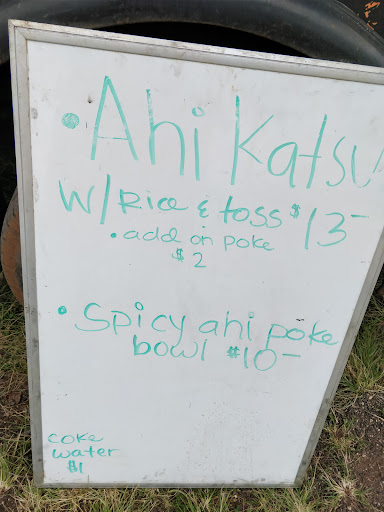 • Ahi Katsu
W/Rice & toss $13-
• add on poke
$2
• Spicy ahi poke
bowl $10-
coke
water
$1